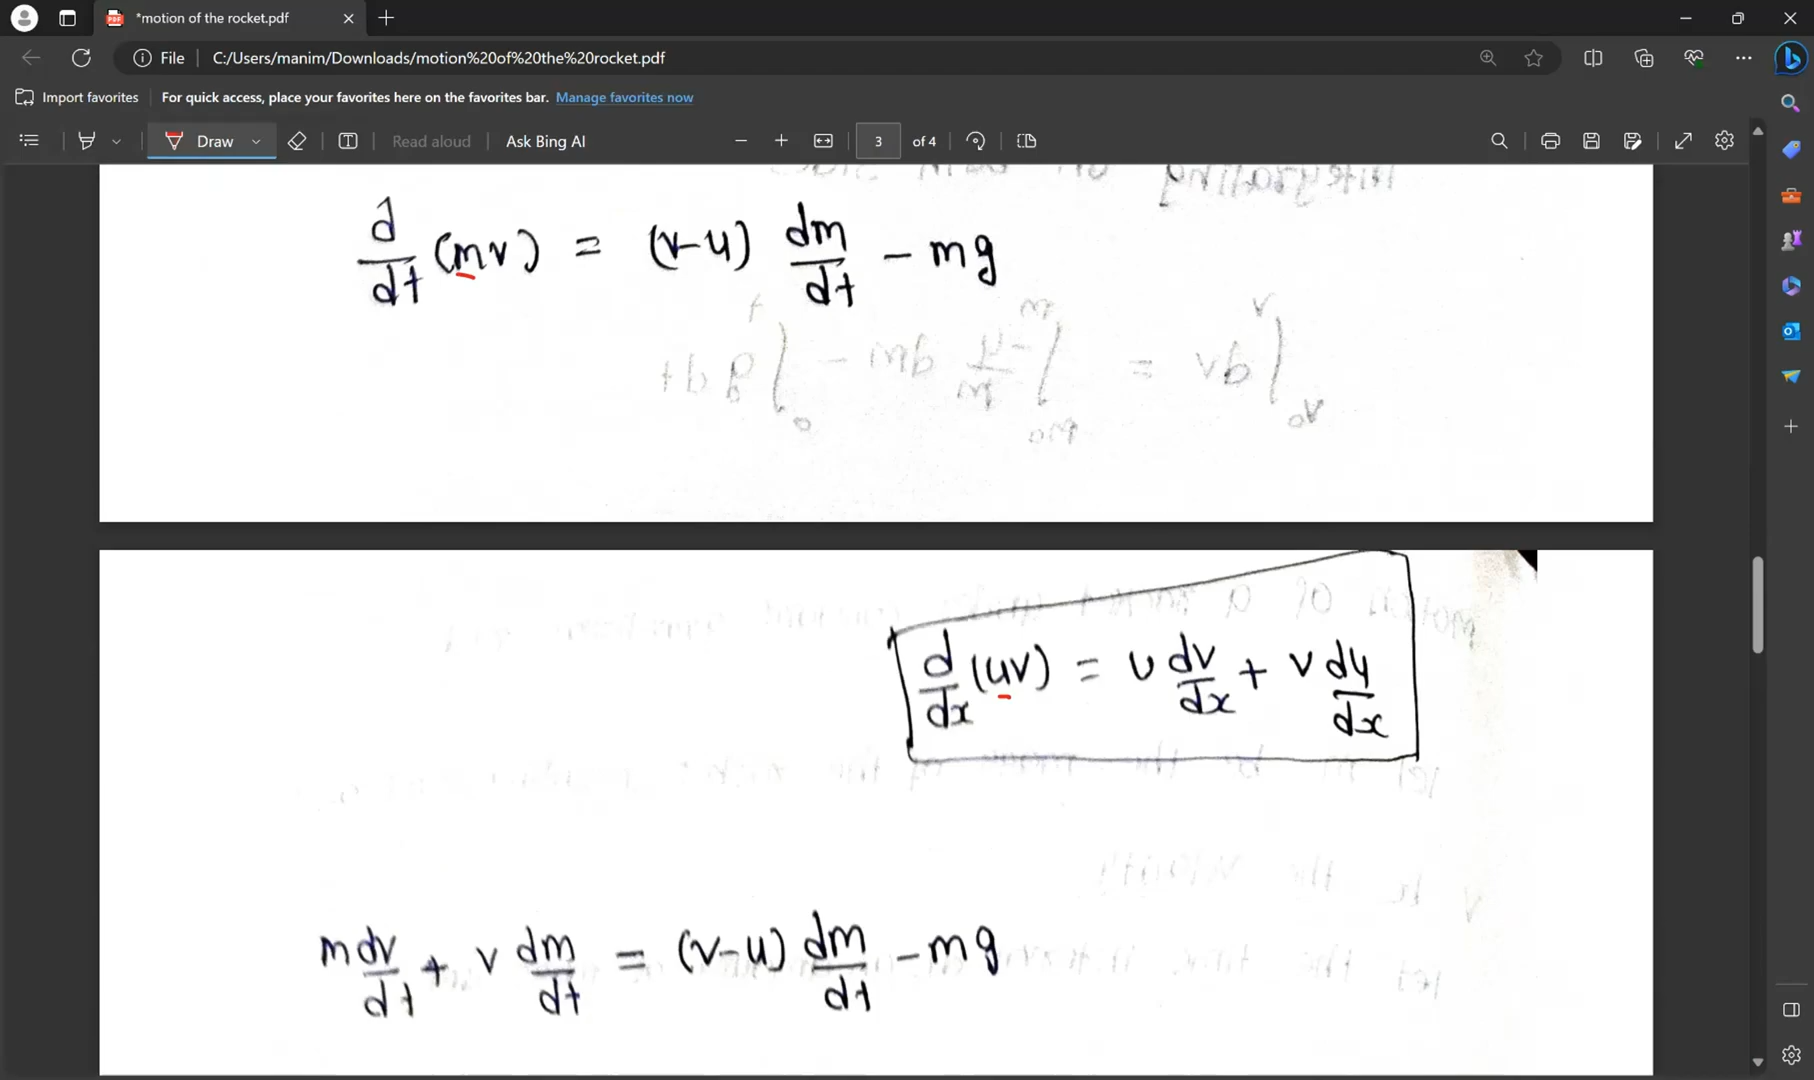 *motion of the rocket.pdf
File C:/Users/manim/Downloads/motion%20of%20the%20rocket.pdf
Import favorites For quick access, place your favorites here on the favorites bar. Manage favorites now
Draw Read aloud Ask Bing AI 3 of 4
d/dt (mv) = (v-u) dm/dt - mg
d/dx (uv) = u dv/dx + v du/dx
m dv/dt + v dm/dt = (v-u) dm/dt - mg